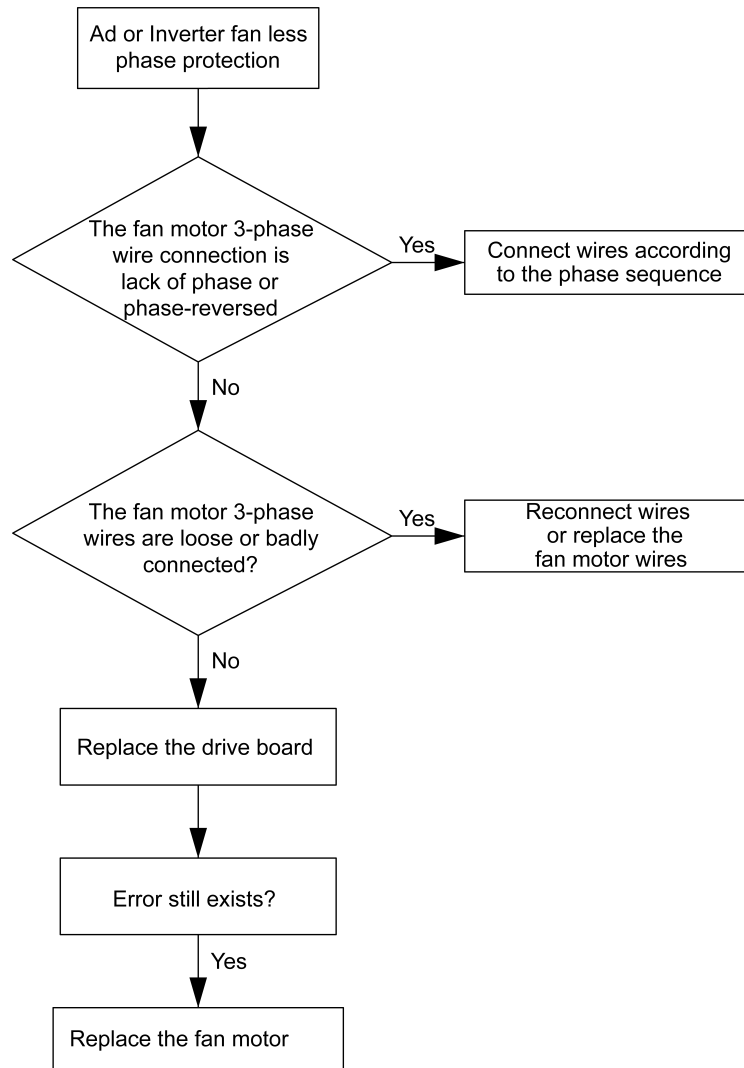 Ad or Inverter fan less
phase protection
The fan motor 3-phase
wire connection is
lack of phase or
phase-reversed
Yes
Connect wires according
to the phase sequence
No
The fan motor 3-phase
wires are loose or badly
connected?
Yes
Reconnect wires
or replace the
fan motor wires
No
Replace the drive board
Error still exists?
Yes
Replace the fan motor